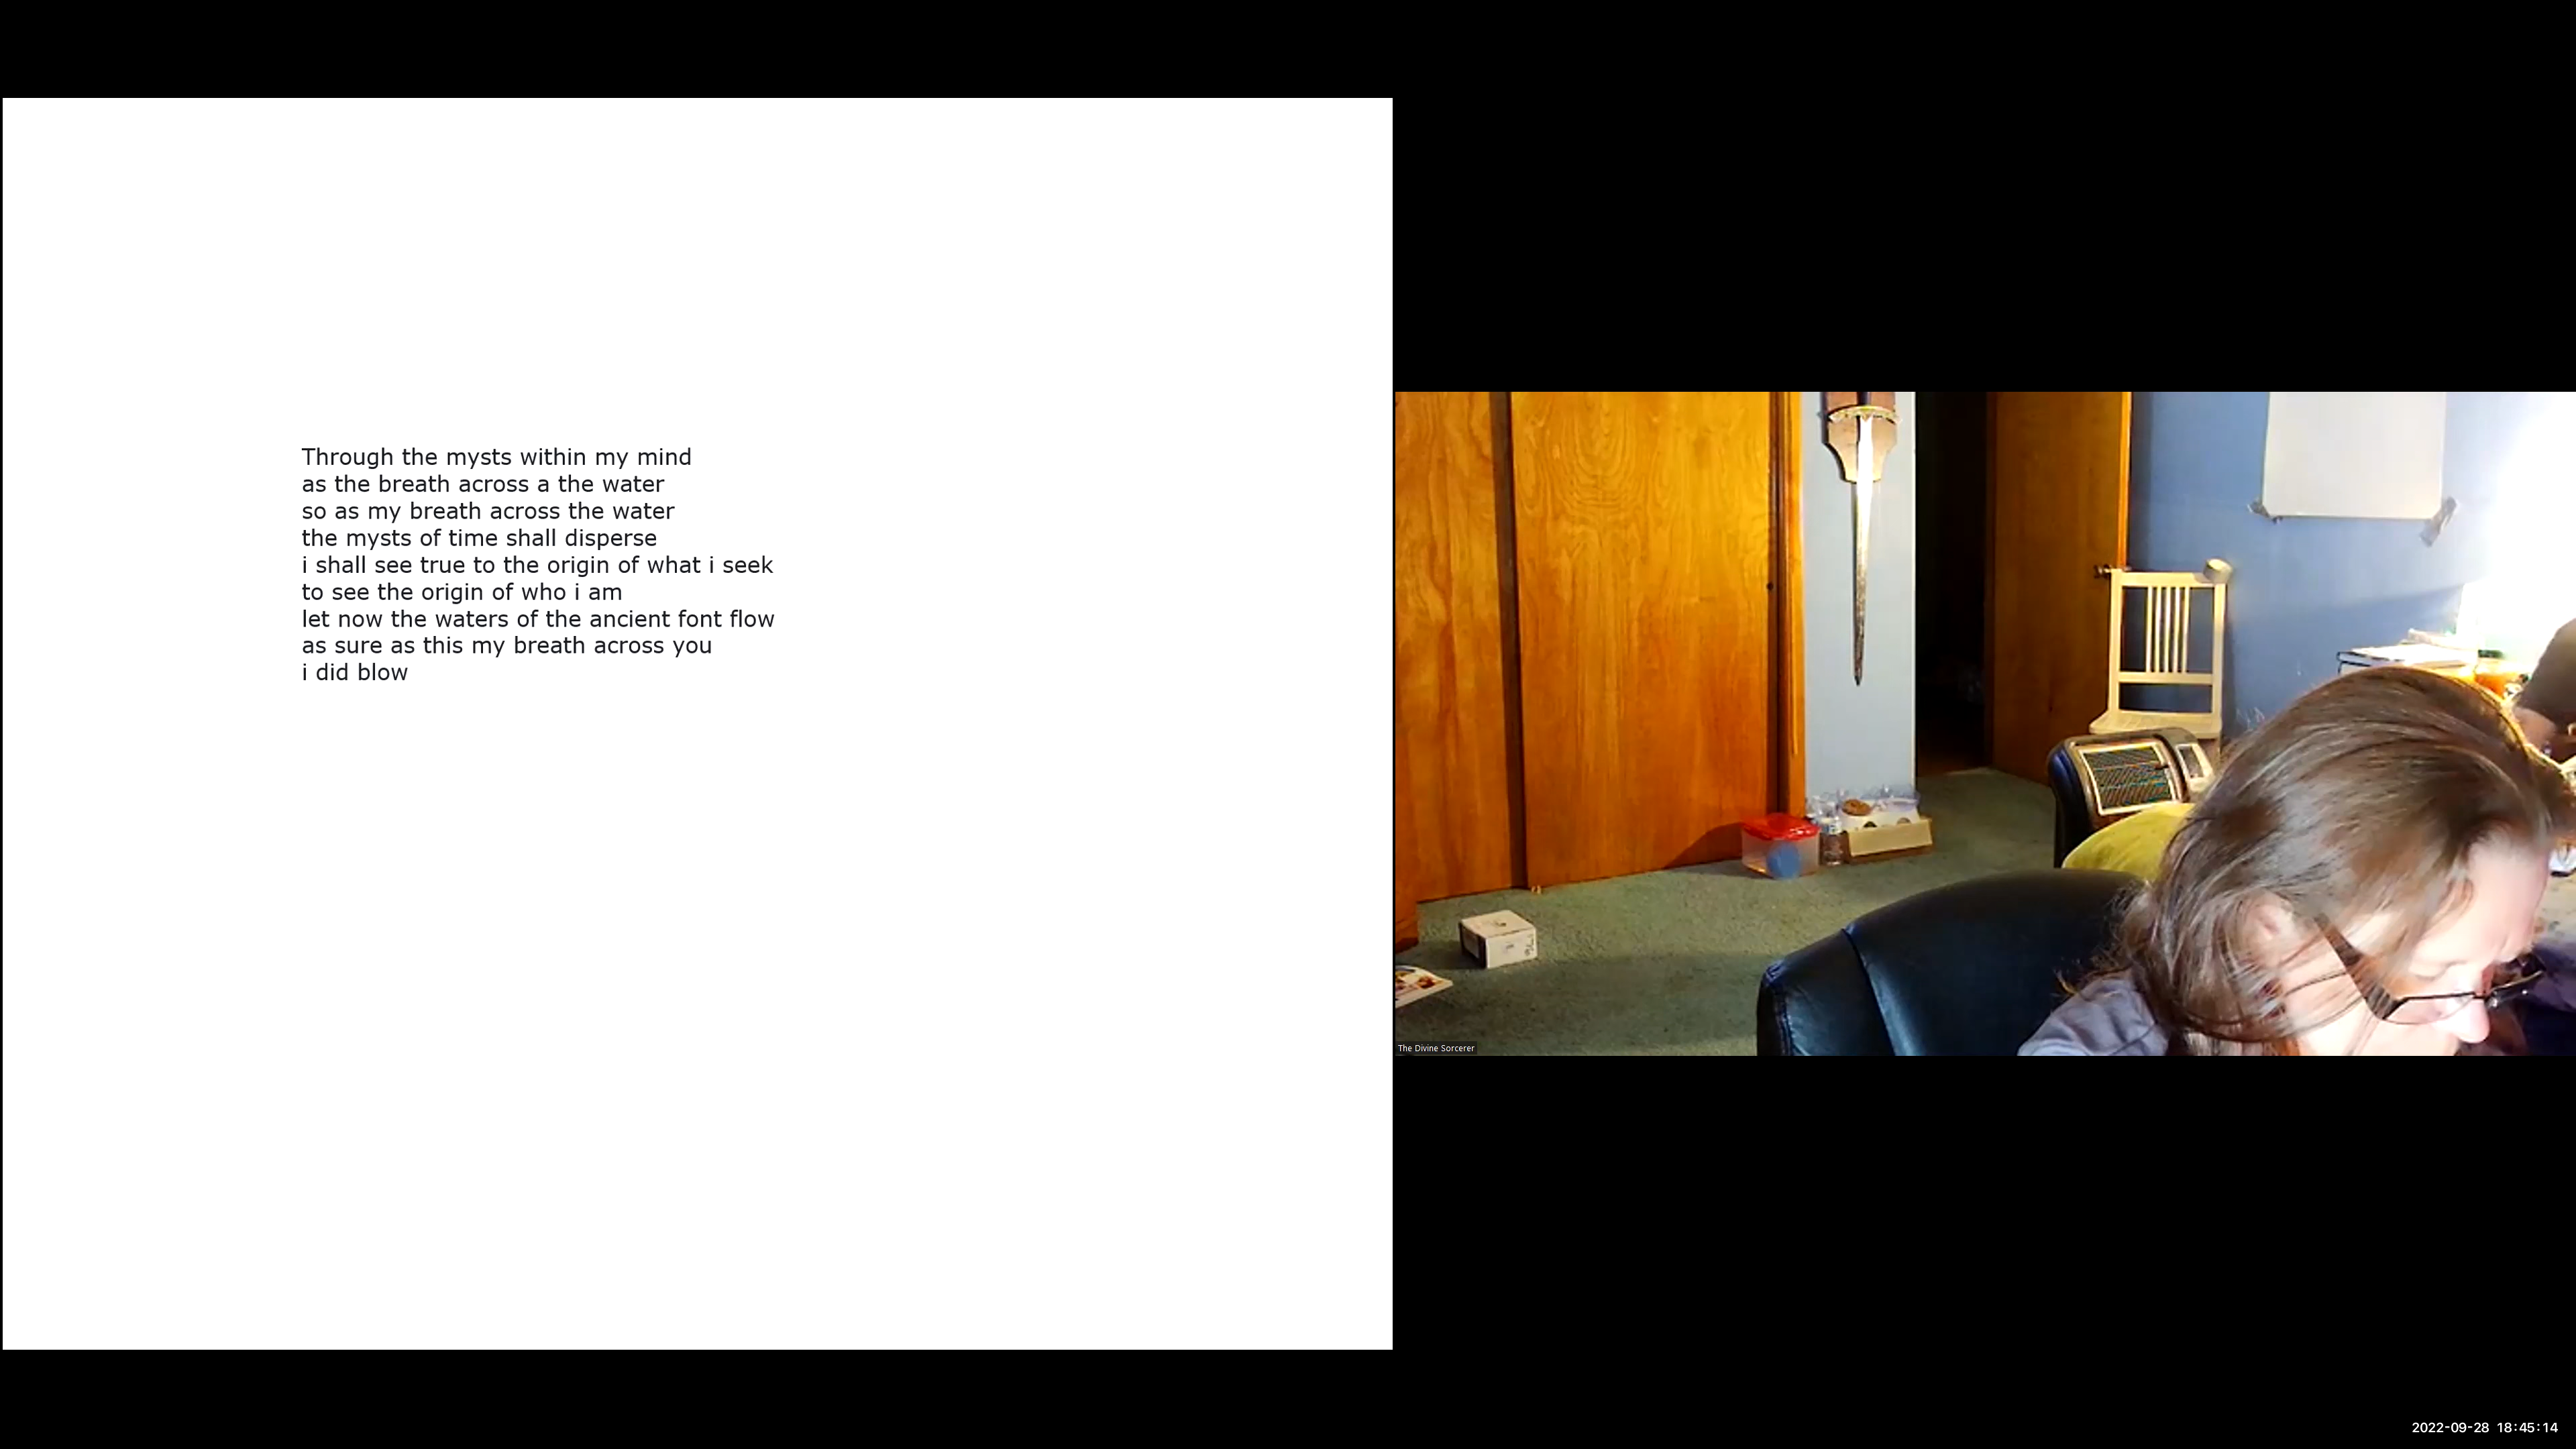 Through the mysts within my mind
as the breath across a the water
so as my breath across the water
the mysts of time shall disperse
i shall see true to the origin of what i seek
to see the origin of who i am
let now the waters of the ancient font flow
as sure as this my breath across you
i did blow
The Divine Sorcerer
2022-09-28 18:45:14